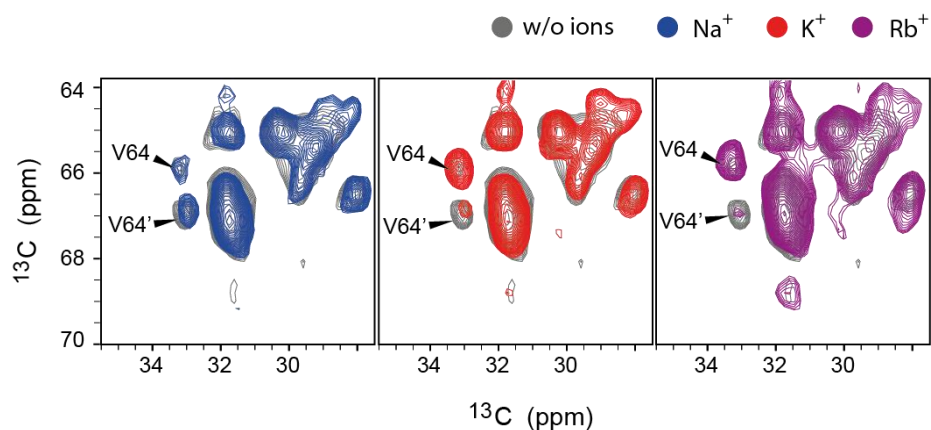 w/o ions Na+ K+ Rb+
64
66
68
70
13C (ppm)
V64
V64'
V64
V64'
V64
V64'
34 32 30
34 32 30
34 32 30
13C (ppm)